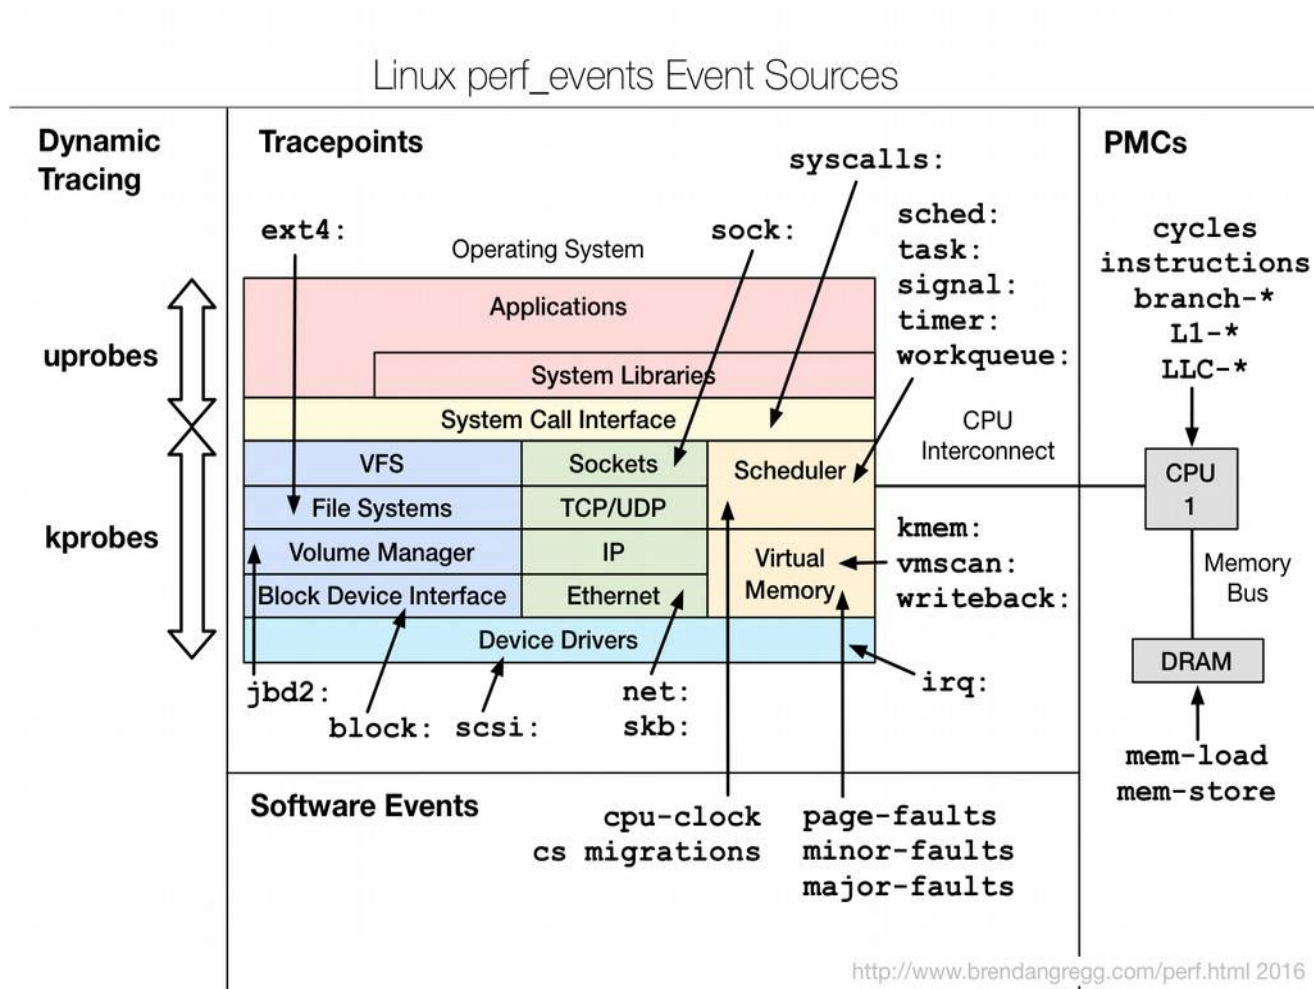 Linux perf_events Event Sources
Dynamic
Tracing
uprobes
kprobes
Tracepoints
syscalls:
ext4:
Operating System
sock:
sched:
task:
signal:
timer:
workqueue:
Applications
System Libraries
System Call Interface
VFS
Sockets
Scheduler
File Systems
TCP/UDP
Volume Manager
IP
Virtual
Memory
Block Device Interface
Ethernet
Device Drivers
kmem:
vmscan:
writeback:
jbd2:
block:
scsi:
net:
skb:
irq:
CPU
Interconnect
PMCs
cycles
instructions
branch-*
L1-*
LLC-*
CPU
1
Memory
Bus
DRAM
mem-load
mem-store
Software Events
cpu-clock
cs migrations
page-faults
minor-faults
major-faults
http://www.brendangregg.com/perf.html 2016